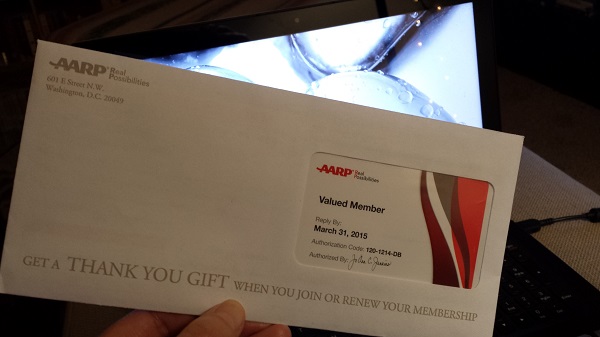 AARP Real
Possibilities
601 E Street N.W.
Washington, D.C. 20049
AARP Real
Possibilities
Valued Member
Reply By:
March 31, 2015
Authorization Code: 120-1214-DB
Authorized By:
GET A THANK YOU GIFT WHEN YOU JOIN OR RENEW YOUR MEMBERSHIP